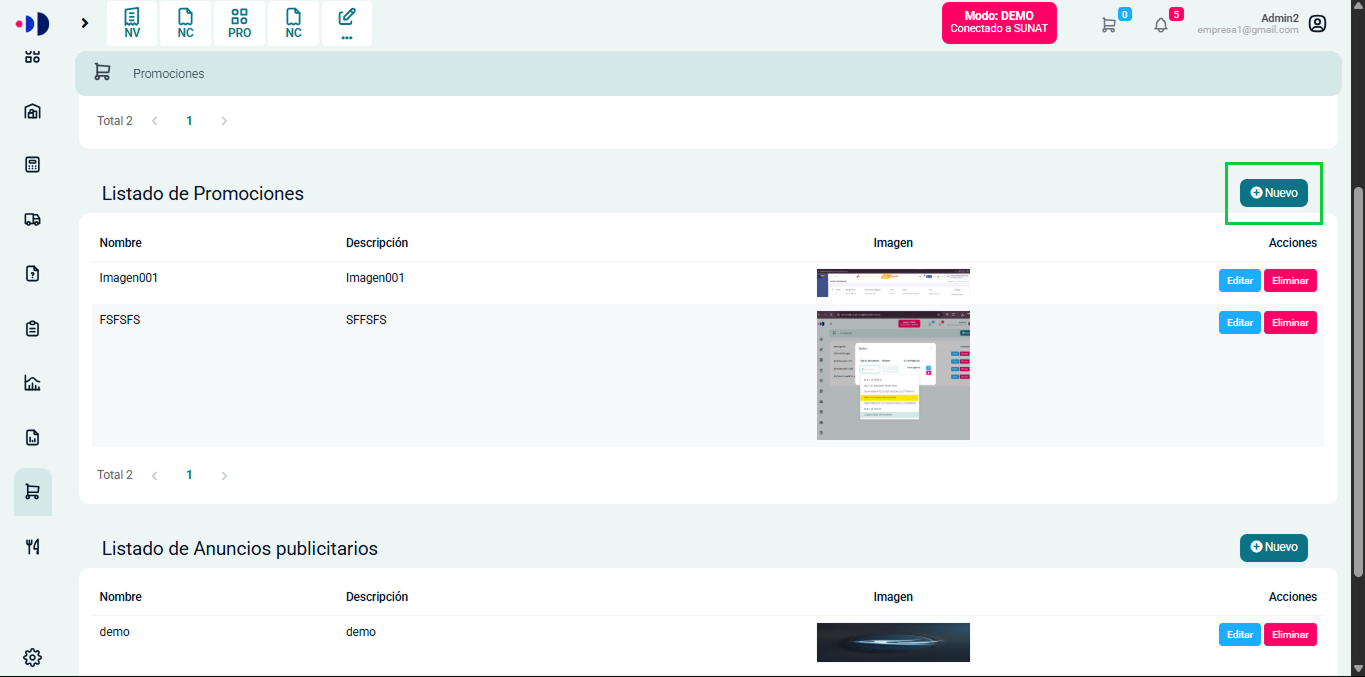 NV
NC
PRO
NC
...
Modo: DEMO
Conectado a SUNAT
0
5
Admin2
empresa1@gmail.com
Promociones
Total 2
1
Listado de Promociones
Nuevo
Nombre
Descripción
Imagen
Acciones
Imagen001
Imagen001
Editar
Eliminar
FSFSFS
SFFSFS
Editar
Eliminar
Total 2
1
Listado de Anuncios publicitarios
Nuevo
Nombre
Descripción
Imagen
Acciones
demo
demo
Editar
Eliminar